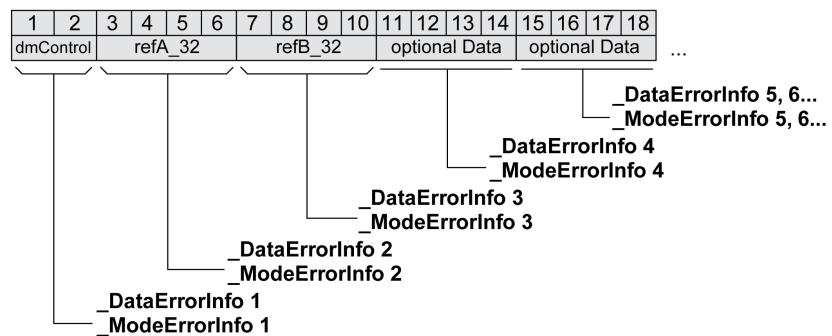 1 2 3 4 5 6 7 8 9 10 11 12 13 14 15 16 17 18
dmControl refA_32 refB_32 optional Data optional Data ...
_DataErrorInfo 5, 6...
_ModeErrorInfo 5, 6...
_DataErrorInfo 4
_ModeErrorInfo 4
_DataErrorInfo 3
_ModeErrorInfo 3
_DataErrorInfo 2
_ModeErrorInfo 2
_DataErrorInfo 1
_ModeErrorInfo 1